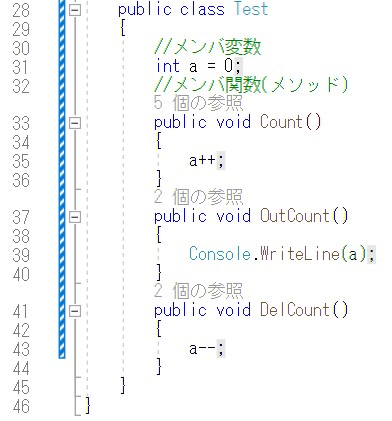 28 public class Test
29 {
30 //メンバ変数
31 int a = 0;
32 //メンバ関数(メソッド)
5 個の参照
33 public void Count()
34 {
35 a++;
36 }
2 個の参照
37 public void OutCount()
38 {
39 Console.WriteLine(a);
40 }
2 個の参照
41 public void DelCount()
42 {
43 a--;
44 }
45 }
46 }